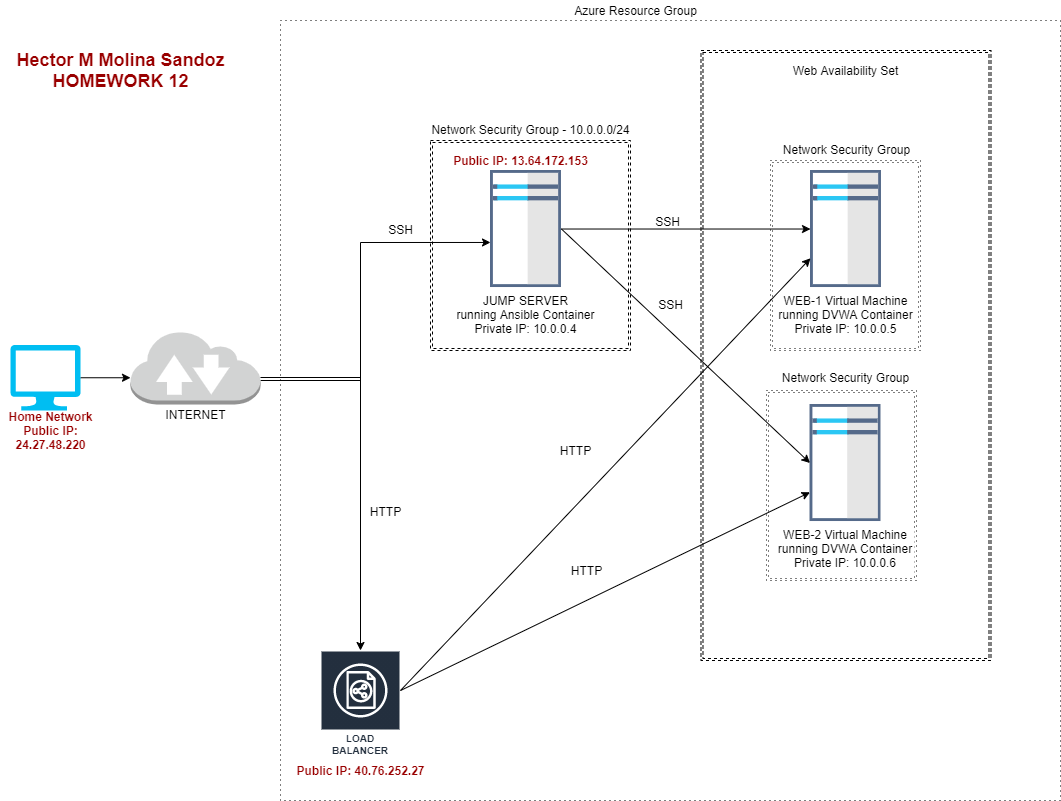 Azure Resource Group
Hector M Molina Sandoz
HOMEWORK 12
Web Availability Set
Network Security Group - 10.0.0.0/24
Public IP: 13.64.172.153
Network Security Group
SSH
SSH
JUMP SERVER
running Ansible Container
Private IP: 10.0.0.4
SSH
WEB-1 Virtual Machine
running DVWA Container
Private IP: 10.0.0.5
Network Security Group
INTERNET
Home Network
Public IP:
24.27.48.220
HTTP
HTTP
WEB-2 Virtual Machine
running DVWA Container
Private IP: 10.0.0.6
HTTP
LOAD
BALANCER
Public IP: 40.76.252.27